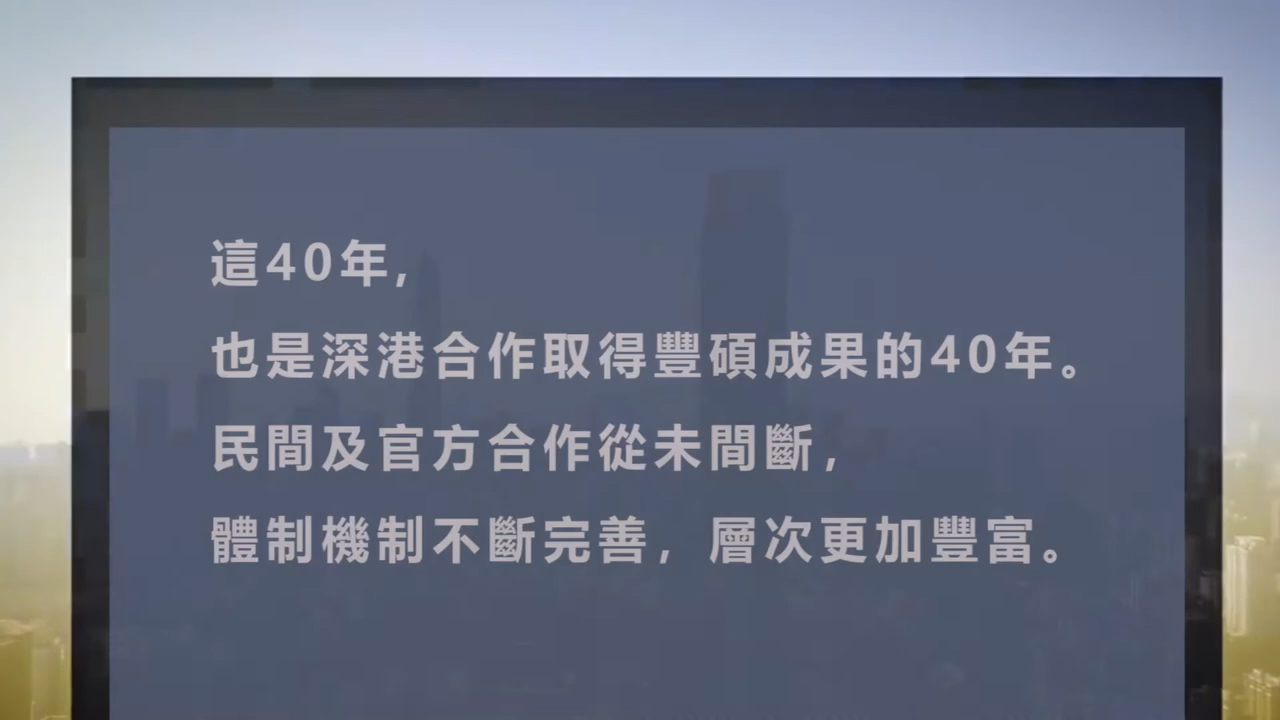 這40年，
也是深港合作取得豐碩成果的40年。
民間及官方合作從未間斷，
體制機制不斷完善，層次更加豐富。